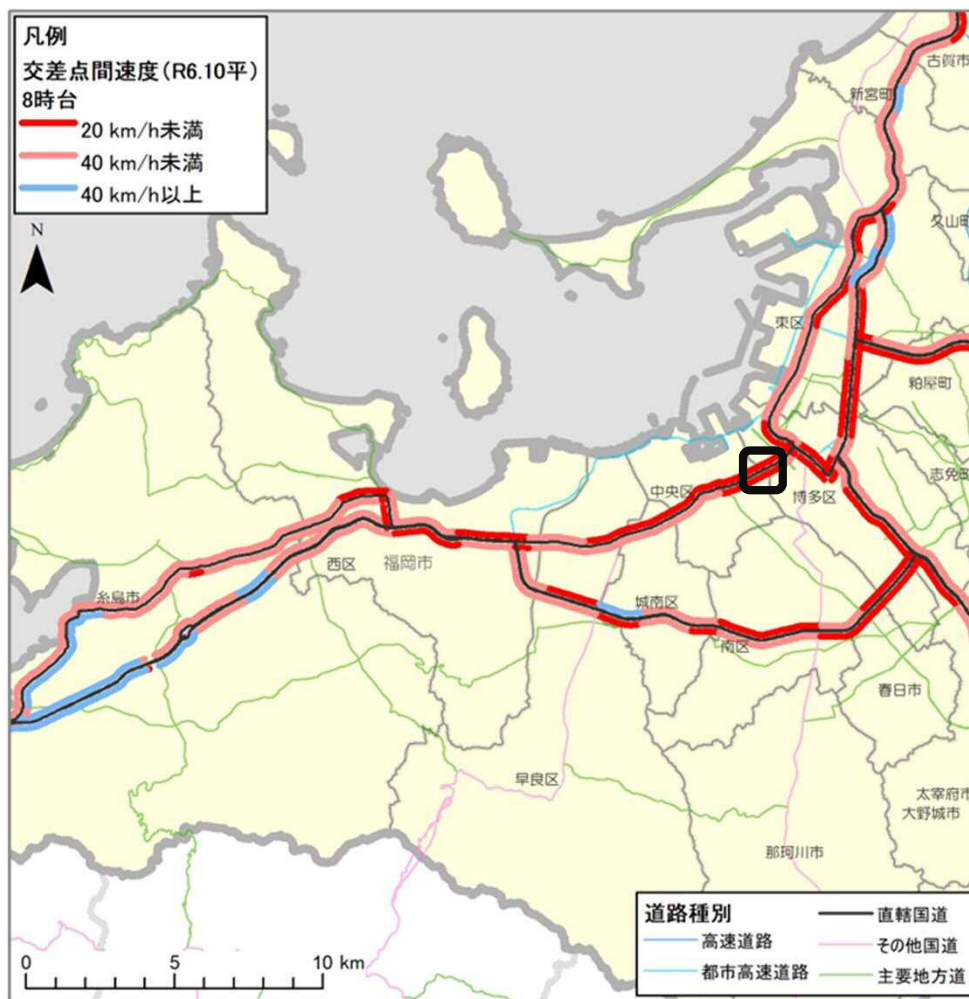 凡例
交差点間速度(R6.10平)
8時台
20 km/h未満
40 km/h未満
40 km/h以上
N
古賀市
新宮町
久山町
東区
粕屋町
志免町
中央区
博多区
西区
福岡市
糸島市
城南区
南区
春日市
早良区
太宰府市
大野城市
那珂川市
道路種別
高速道路
都市高速道路
直轄国道
その他国道
主要地方道
0 5 10 km